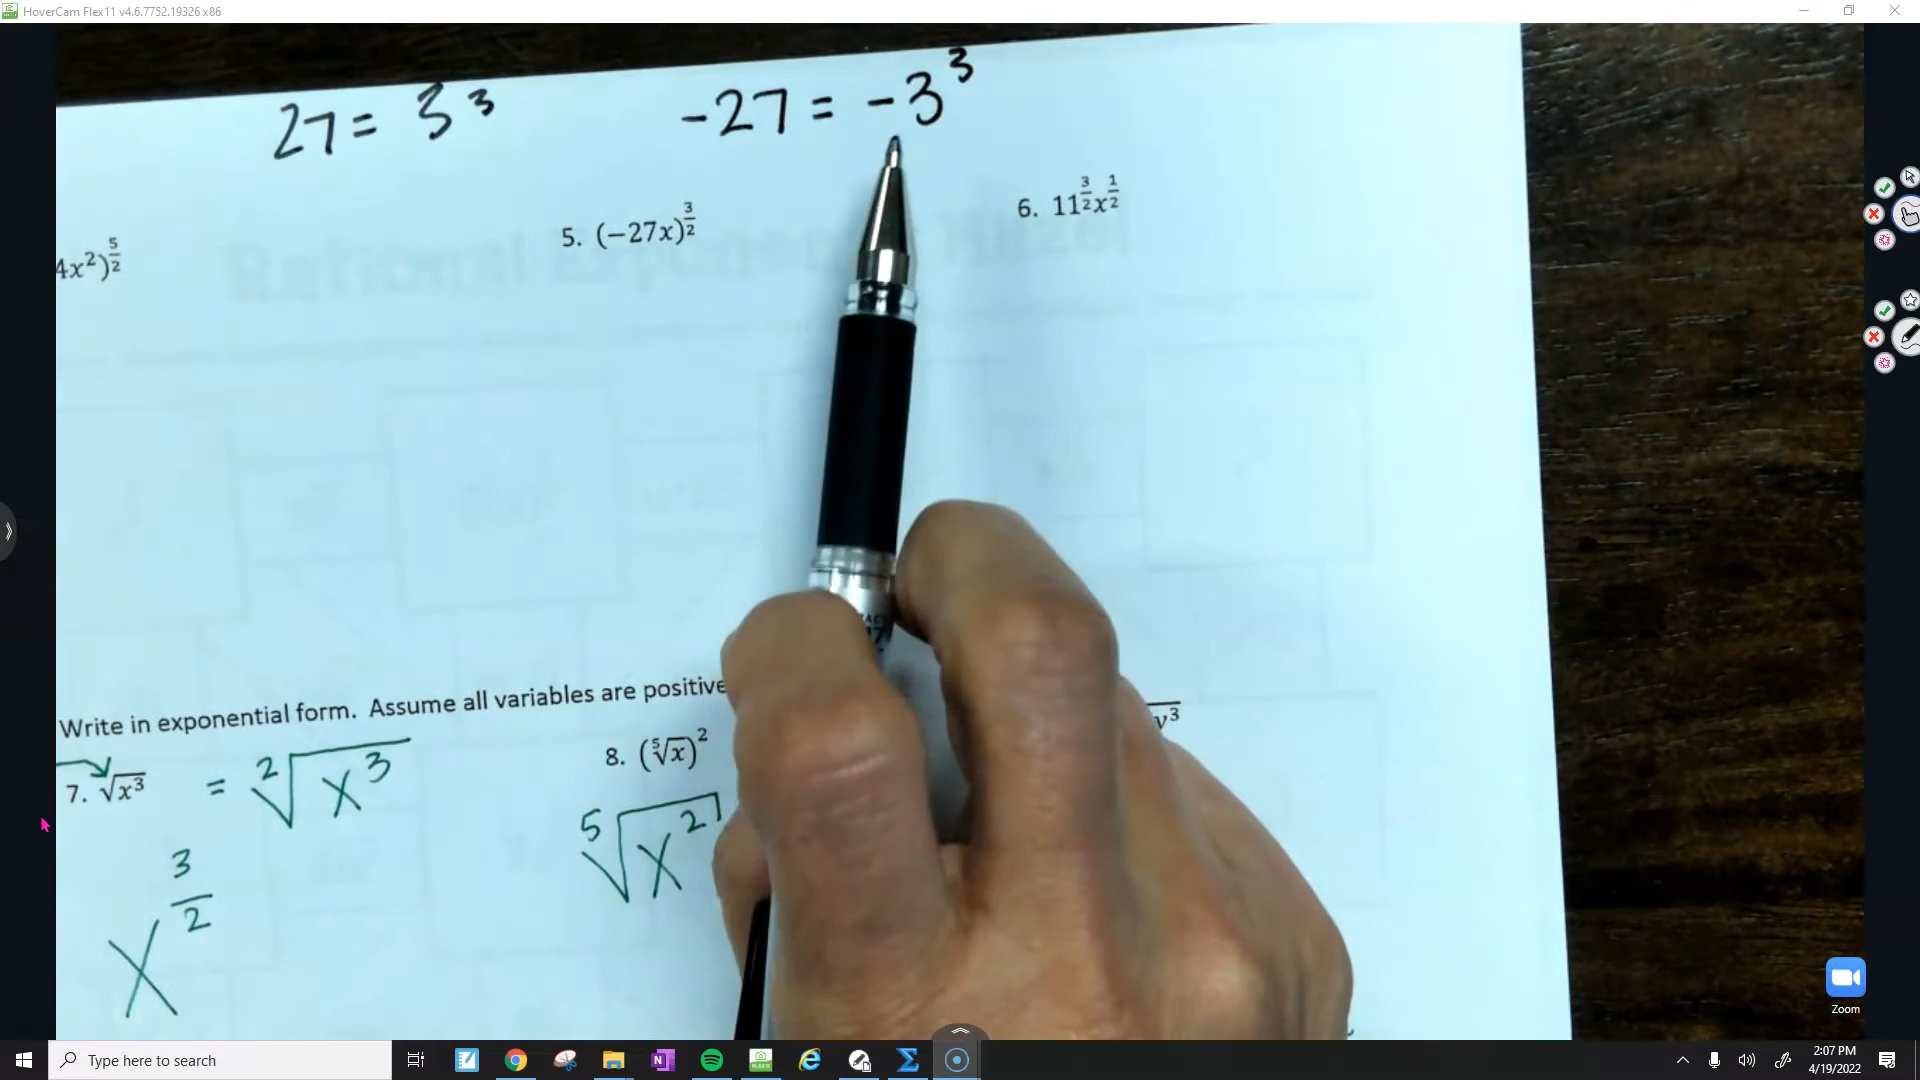 HoverCam Flex11 v4.6.7752.19326 x86
27 = 3³ -27 = -3³
4x²)^{5/2} 5. (−27x)^{3/2} 6. 11^{3/2}x^{1/2}
Write in exponential form. Assume all variables are positive
7. √x³ = ²√x³ 8. (⁵√x)² v³
x^{3/2} ⁵√x²
Zoom
Type here to search
2:07 PM
4/19/2022